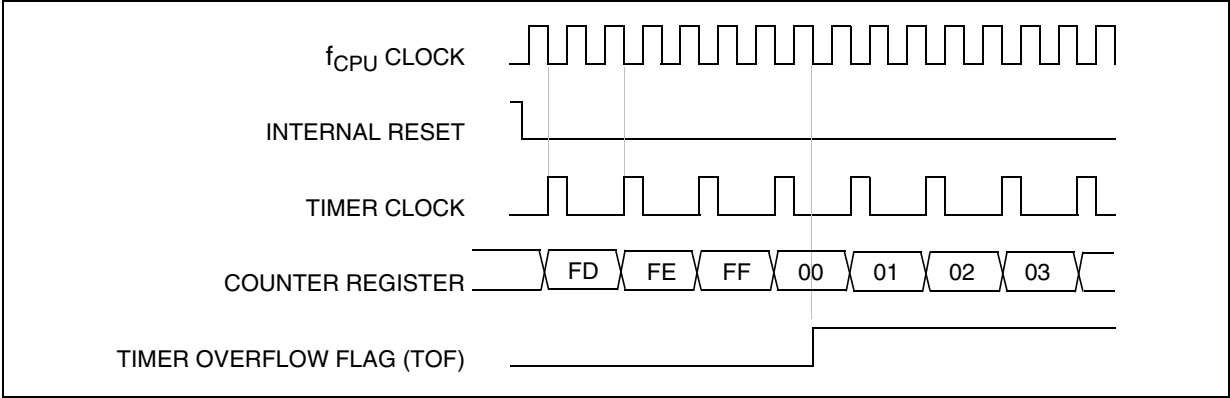 fCPU CLOCK
INTERNAL RESET
TIMER CLOCK
COUNTER REGISTER FD FE FF 00 01 02 03
TIMER OVERFLOW FLAG (TOF)